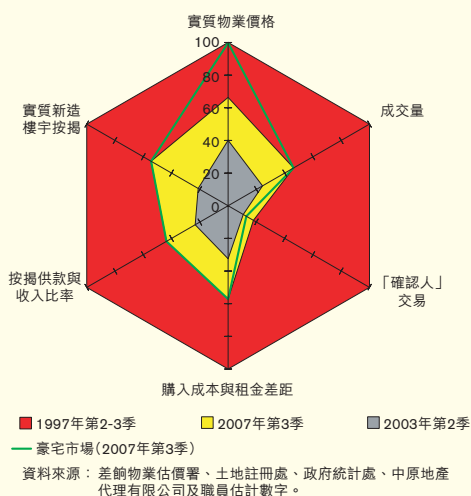 實質物業價格
100
80
60
40
20
0
成交量
「確認人」
交易
購入成本與租金差距
按揭供款與
收入比率
實質新造
樓宇按揭
1997年第2-3季
2007年第3季
2003年第2季
豪宅市場(2007年第3季)
資料來源：差餉物業估價署、土地註冊處、政府統計處、中原地產
代理有限公司及職員估計數字。